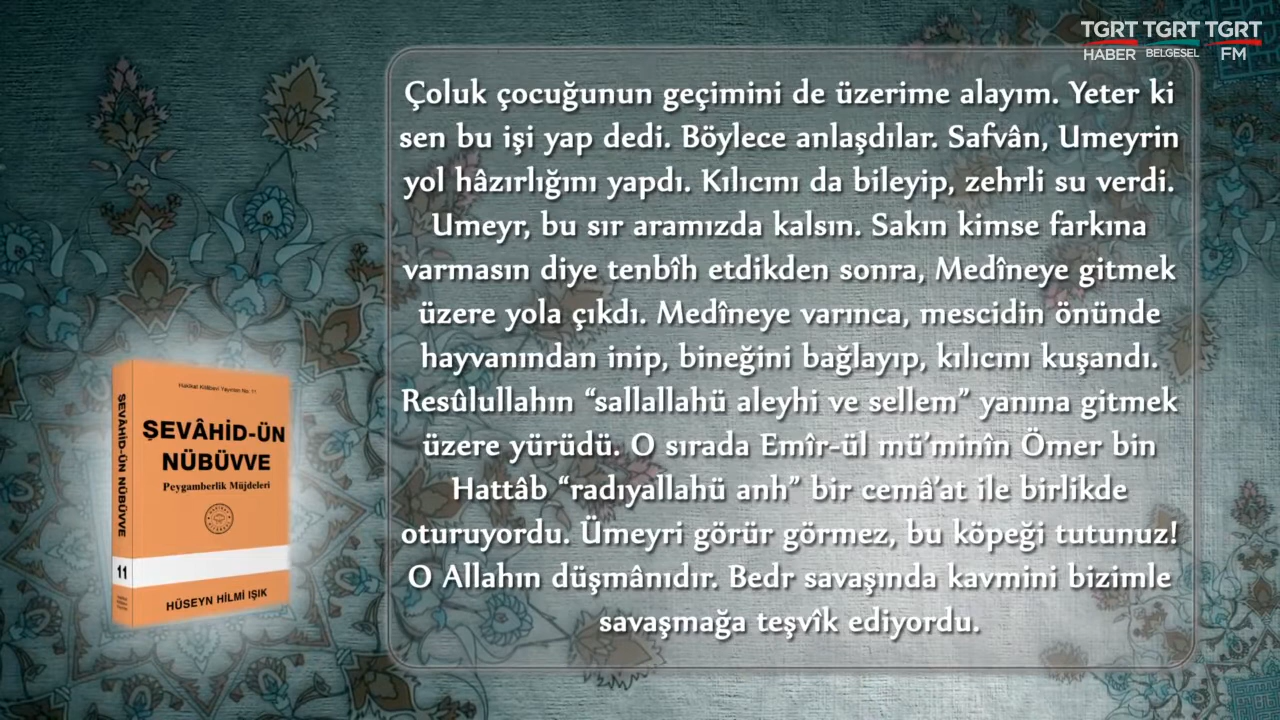 TGRT HABER
TGRT BELGESEL
TGRT FM
Çoluk çocuğunun geçimini de üzerime alayım. Yeter ki
sen bu işi yap dedi. Böylece anlaşdılar. Safvân, Umeyrin
yol hâzırlığını yapdı. Kılıcını da bileyip, zehrli su verdi.
Umeyr, bu sır aramızda kalsın. Sakın kimse farkına
varmasın diye tenbîh etdikden sonra, Medîneye gitmek
üzere yola çıkdı. Medîneye varınca, mescidin önünde
hayvanından inip, bineğini bağlayıp, kılıcını kuşandı.
Resûlullahın “sallallahü aleyhi ve sellem” yanına gitmek
üzere yürüdü. O sırada Emîr-ül mü’minîn Ömer bin
Hattâb “radıyallahü anh” bir cemâ’at ile birlikde
oturuyordu. Ümeyri görür görmez, bu köpeği tutunuz!
O Allahın düşmânıdır. Bedr savaşında kavmini bizimle
savaşmağa teşvîk ediyordu.
Hakîkat Kitâbevi Yayınları No: 11
ŞEVÂHİD-ÜN
NÜBÜVVE
Peygamberlik Müjdeleri
HÜSEYN HİLMİ IŞIK
ŞEVÂHİD-ÜN NÜBÜVVE
11